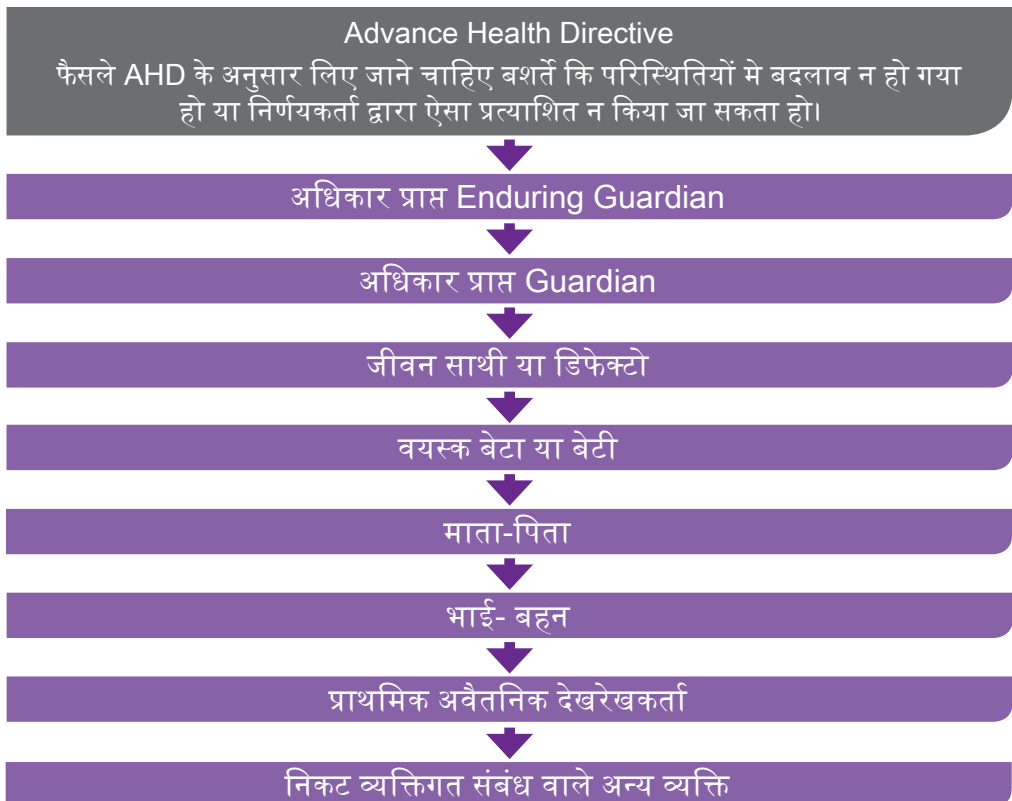 Advance Health Directive
फैसले AHD के अनुसार लिए जाने चाहिए बशर्ते कि परिस्थितियों मे बदलाव न हो गया
हो या निर्णयकर्ता द्वारा ऐसा प्रत्याशित न किया जा सकता हो।
अधिकार प्राप्त Enduring Guardian
अधिकार प्राप्त Guardian
जीवन साथी या डिफेक्टो
वयस्क बेटा या बेटी
माता-पिता
भाई- बहन
प्राथमिक अवैतनिक देखरेखकर्ता
निकट व्यक्तिगत संबंध वाले अन्य व्यक्ति